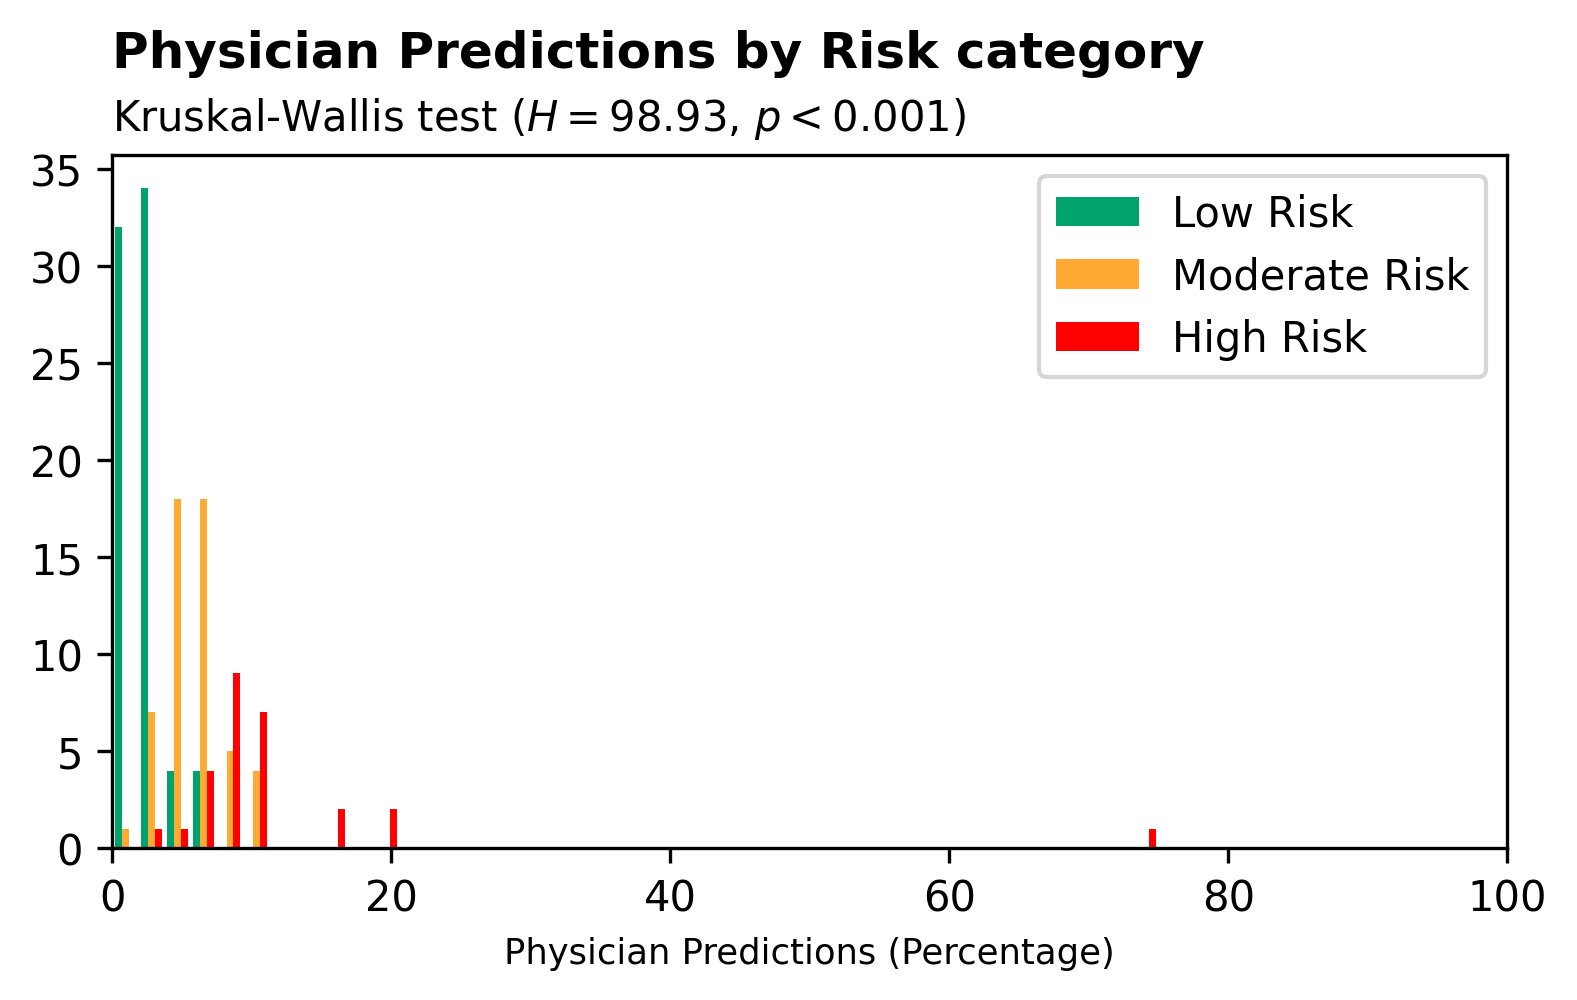 Physician Predictions by Risk category
Kruskal-Wallis test (H = 98.93, p < 0.001)
35
30
25
20
15
10
5
0
Low Risk
Moderate Risk
High Risk
0 20 40 60 80 100
Physician Predictions (Percentage)